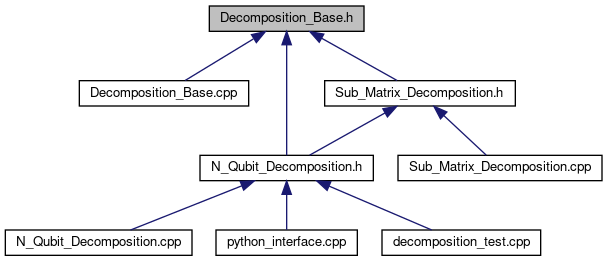 Decomposition_Base.h
Decomposition_Base.cpp
Sub_Matrix_Decomposition.h
N_Qubit_Decomposition.h
Sub_Matrix_Decomposition.cpp
N_Qubit_Decomposition.cpp
python_interface.cpp
decomposition_test.cpp